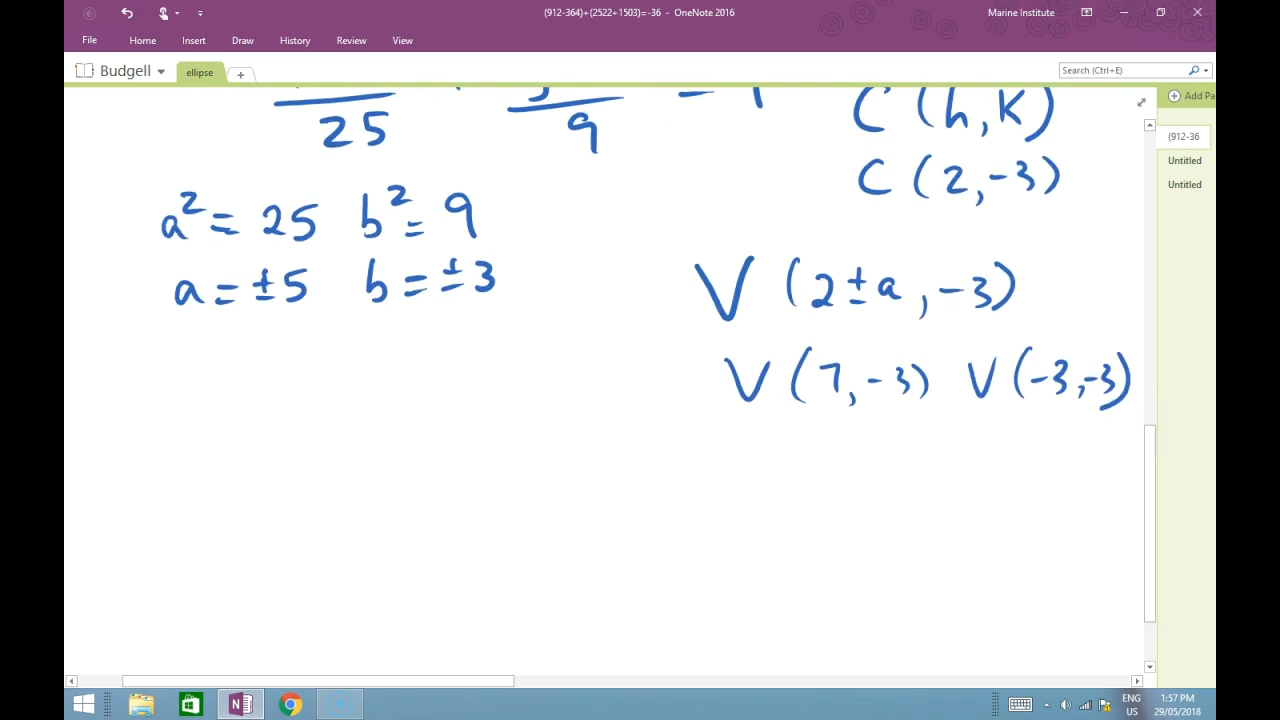 (912-364)+(2522+1503)=-36 - OneNote 2016
Marine Institute
File Home Insert Draw History Review View
Budgell ellipse
Search (Ctrl+E)
Add Pa
(912-36
Untitled
Untitled
25 9
C (h, K)
C (2, -3)
a² = 25 b² = 9
a = ±5 b = ±3
V (2 ± a, -3)
V (7, -3) V (-3, -3)
ENG
US
1:57 PM
29/05/2018